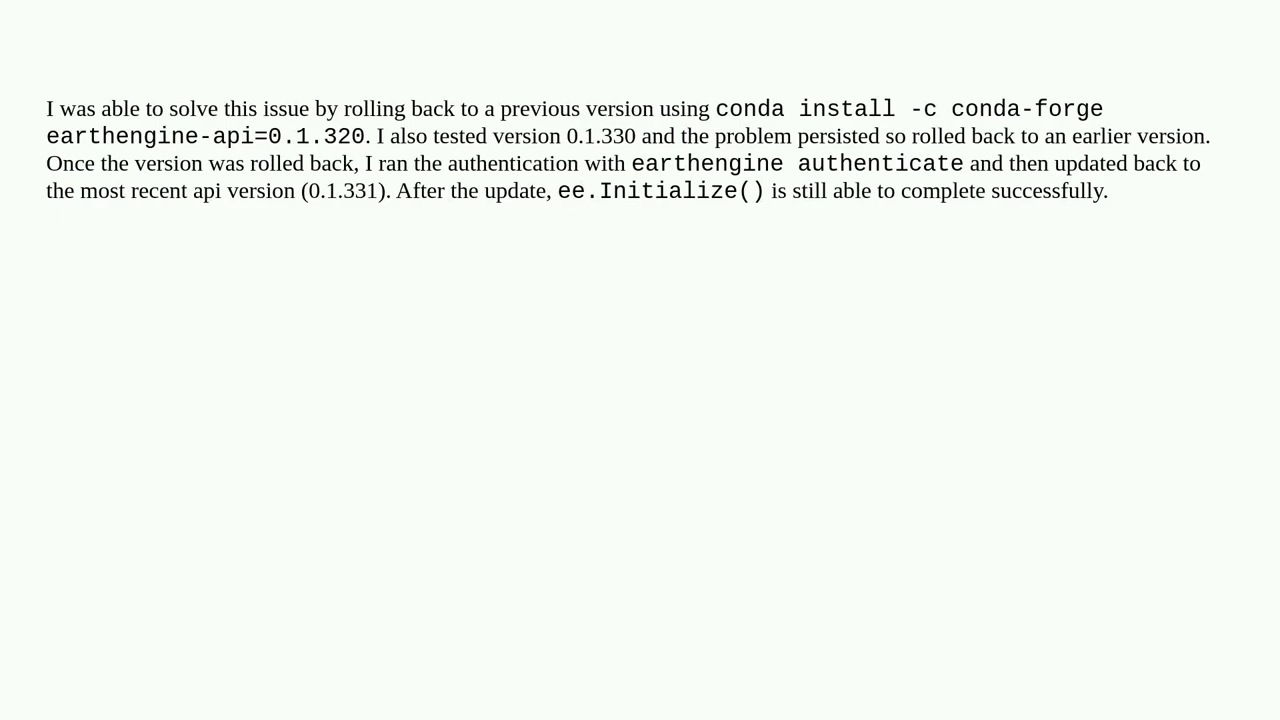 I was able to solve this issue by rolling back to a previous version using conda install -c conda-forge
earthengine-api=0.1.320. I also tested version 0.1.330 and the problem persisted so rolled back to an earlier version.
Once the version was rolled back, I ran the authentication with earthengine authenticate and then updated back to
the most recent api version (0.1.331). After the update, ee.Initialize() is still able to complete successfully.